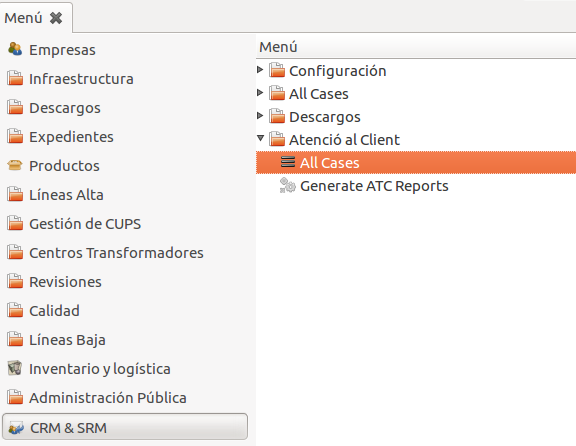 Menú
Empresas
Infraestructura
Descargos
Expedientes
Productos
Líneas Alta
Gestión de CUPS
Centros Transformadores
Revisiones
Calidad
Líneas Baja
Inventario y logística
Administración Pública
CRM & SRM
Menú
Configuración
All Cases
Descargos
Atenció al Client
All Cases
Generate ATC Reports